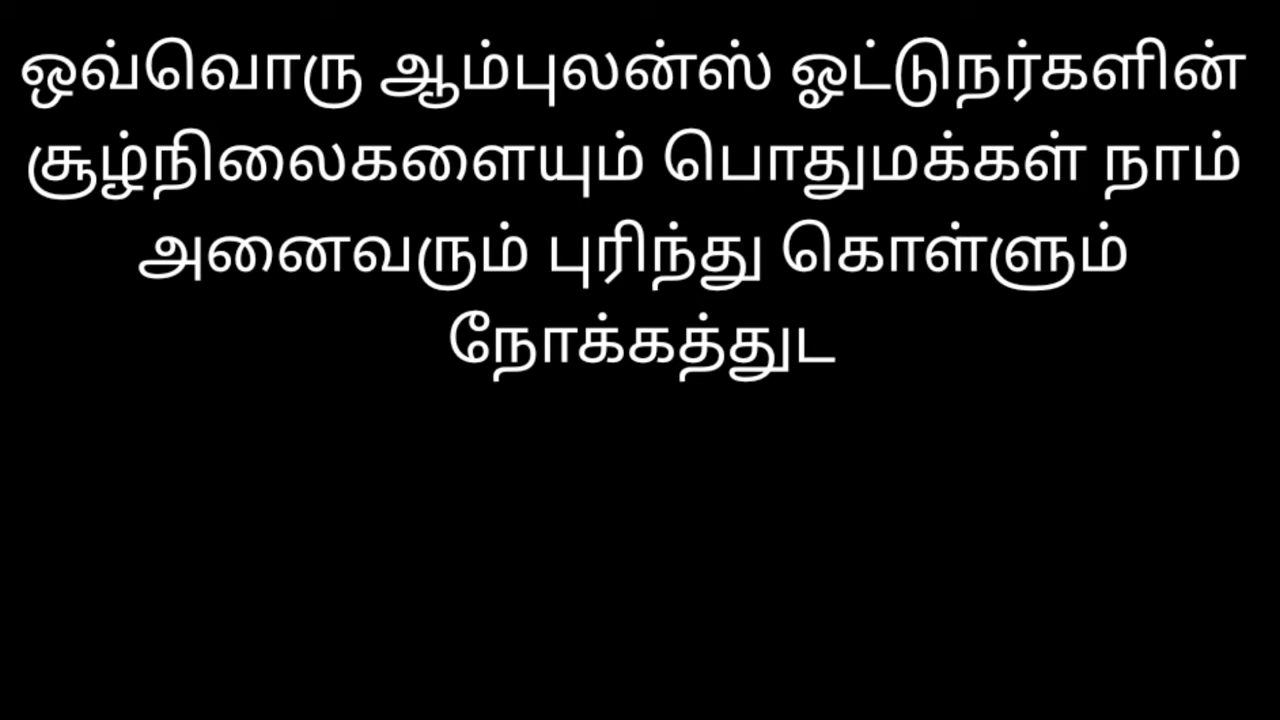 ஒவ்வொரு ஆம்புலன்ஸ் ஓட்டுநர்களின்
சூழ்நிலைகளையும் பொதுமக்கள் நாம்
அனைவரும் புரிந்து கொள்ளும்
நோக்கத்துட